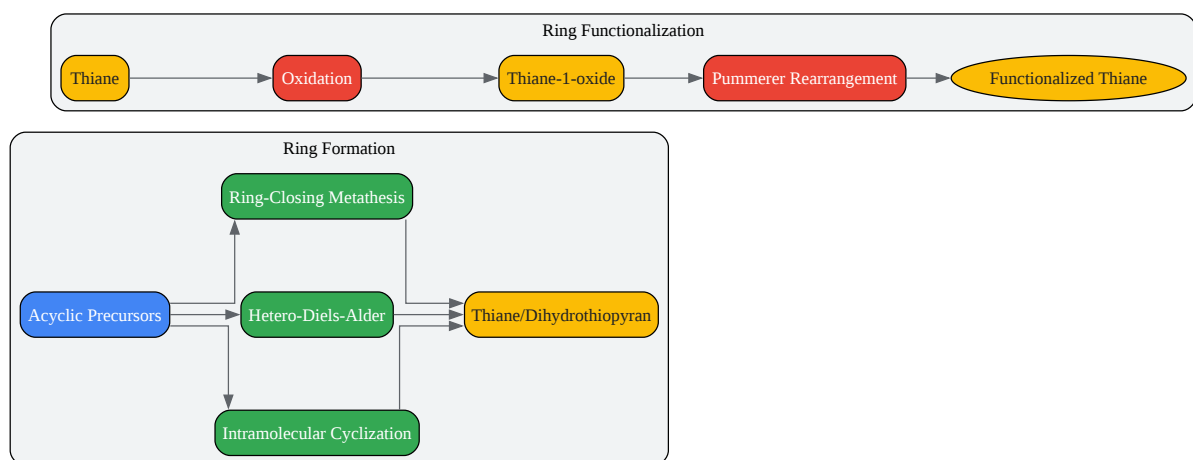 Ring Functionalization
Thiane
Oxidation
Thiane-1-oxide
Pummerer Rearrangement
Functionalized Thiane
Ring Formation
Ring-Closing Metathesis
Acyclic Precursors
Hetero-Diels-Alder
Thiane/Dihydrothiopyran
Intramolecular Cyclization